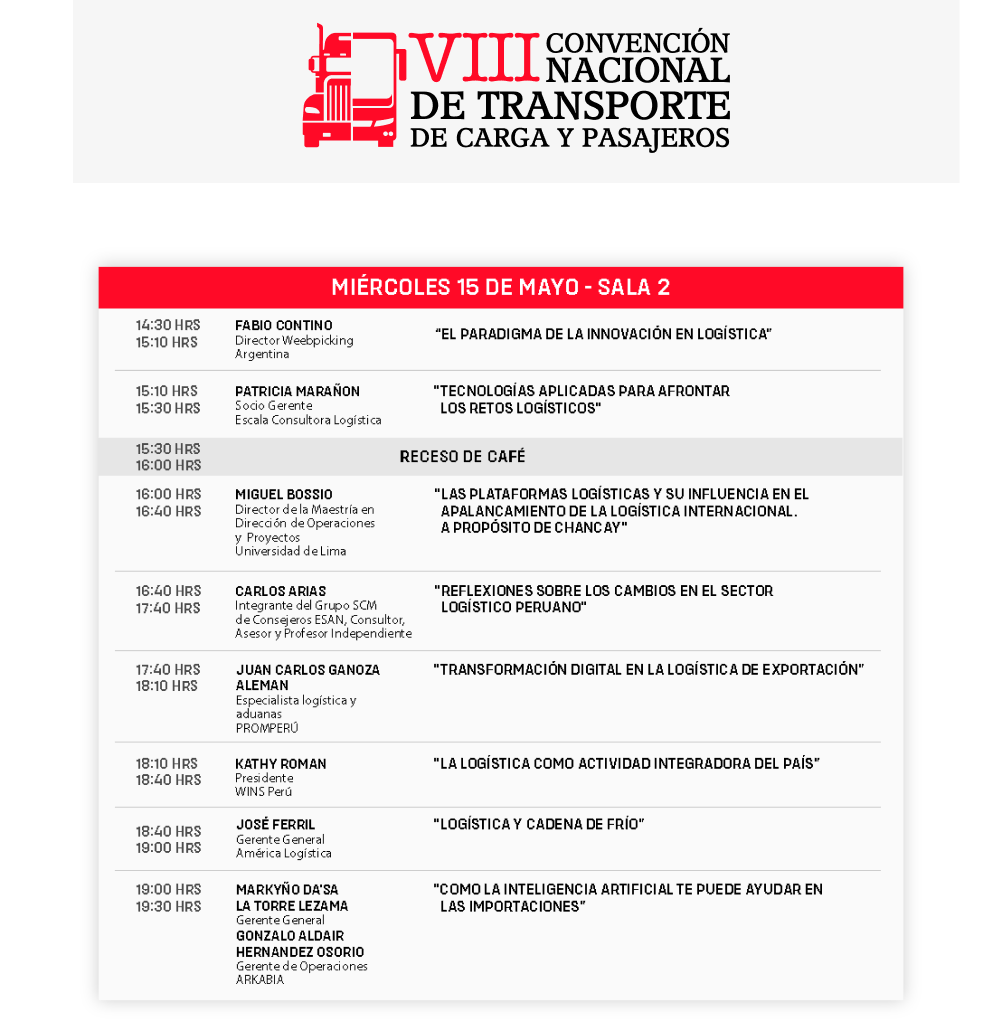 VIII CONVENCIÓN
NACIONAL
DE TRANSPORTE
DE CARGA Y PASAJEROS
MIÉRCOLES 15 DE MAYO - SALA 2
14:30 HRS
15:10 HRS
FABIO CONTINO
Director Weebpicking
Argentina
“EL PARADIGMA DE LA INNOVACIÓN EN LOGÍSTICA”
15:10 HRS
15:30 HRS
PATRICIA MARAÑON
Socio Gerente
Escala Consultora Logística
"TECNOLOGÍAS APLICADAS PARA AFRONTAR
LOS RETOS LOGÍSTICOS"
15:30 HRS
16:00 HRS
RECESO DE CAFÉ
16:00 HRS
16:40 HRS
MIGUEL BOSSIO
Director de la Maestría en
Dirección de Operaciones
y Proyectos
Universidad de Lima
"LAS PLATAFORMAS LOGÍSTICAS Y SU INFLUENCIA EN EL
APALANCAMIENTO DE LA LOGÍSTICA INTERNACIONAL.
A PROPÓSITO DE CHANCAY"
16:40 HRS
17:40 HRS
CARLOS ARIAS
Integrante del Grupo SCM
de Consejeros ESAN, Consultor,
Asesor y Profesor Independiente
"REFLEXIONES SOBRE LOS CAMBIOS EN EL SECTOR
LOGÍSTICO PERUANO"
17:40 HRS
18:10 HRS
JUAN CARLOS GANOZA
ALEMAN
Especialista logística y
aduanas
PROMPERÚ
"TRANSFORMACIÓN DIGITAL EN LA LOGÍSTICA DE EXPORTACIÓN”
18:10 HRS
18:40 HRS
KATHY ROMAN
Presidente
WINS Perú
"LA LOGÍSTICA COMO ACTIVIDAD INTEGRADORA DEL PAÍS”
18:40 HRS
19:00 HRS
JOSÉ FERRIL
Gerente General
América Logística
"LOGÍSTICA Y CADENA DE FRÍO”
19:00 HRS
19:30 HRS
MARKYÑO DA'SA
LA TORRE LEZAMA
Gerente General
GONZALO ALDAIR
HERNANDEZ OSORIO
Gerente de Operaciones
ARKABIA
"COMO LA INTELIGENCIA ARTIFICIAL TE PUEDE AYUDAR EN
LAS IMPORTACIONES”